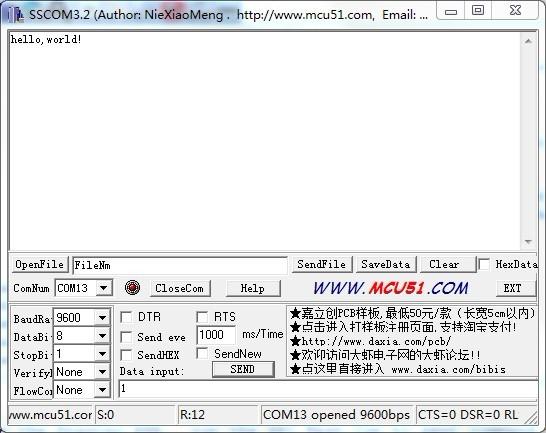 SSCOM3.2 (Author: NieXiaoMeng .  http://www.mcu51.com,  Email: ...
hello,world!
OpenFile FileNm SendFile SaveData Clear HexData
ComNum COM13 CloseCom Help WWW.MCU51.COM EXT
BaudRa 9600 DTR RTS
DataBi 8 Send eve 1000 ms/Time
StopBi 1 SendHEX SendNew
Verify None Data input: SEND
FlowCo None 1
★嘉立创PCB样板,最低50元/款（长宽5cm以内）
★点击讲入打样板注册页面,支持淘宝支付!
★http://www.daxia.com/pcb/
★欢迎访问大虾电子网的大虾论坛!!
★点这里直接讲入 www.daxia.com/bibis
www.mcu51.cor S:0 R:12 COM13 opened 9600bps CTS=0 DSR=0 RL